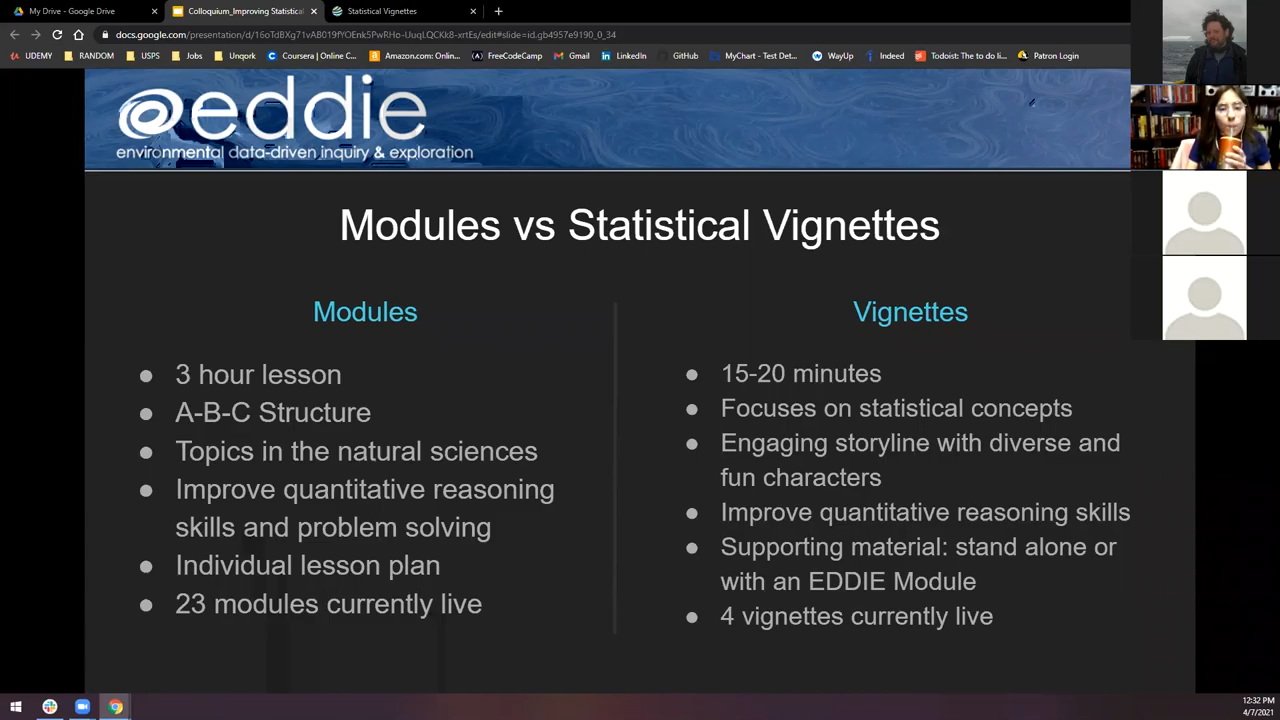 My Drive - Google Drive
Colloquium_Improving Statistical
Statistical Vignettes
docs.google.com/presentation/d/16oTdBXg71vAB019fYOEnk5PwRHo-UuqLQCKk8-xrtEs/edit#slide=id.gb4957e9190_0_34
UDEMY
RANDOM
USPS
Jobs
Unqork
Coursera | Online C...
Amazon.com: Onlin...
FreeCodeCamp
Gmail
LinkedIn
GitHub
MyChart - Test Det...
WayUp
Indeed
Todoist: The to do li...
Patron Login
eddie
environmental data-driven inquiry & exploration
Modules vs Statistical Vignettes
Modules
● 3 hour lesson
● A-B-C Structure
● Topics in the natural sciences
● Improve quantitative reasoning
skills and problem solving
● Individual lesson plan
● 23 modules currently live
Vignettes
● 15-20 minutes
● Focuses on statistical concepts
● Engaging storyline with diverse and
fun characters
● Improve quantitative reasoning skills
● Supporting material: stand alone or
with an EDDIE Module
● 4 vignettes currently live
12:32 PM
4/7/2021